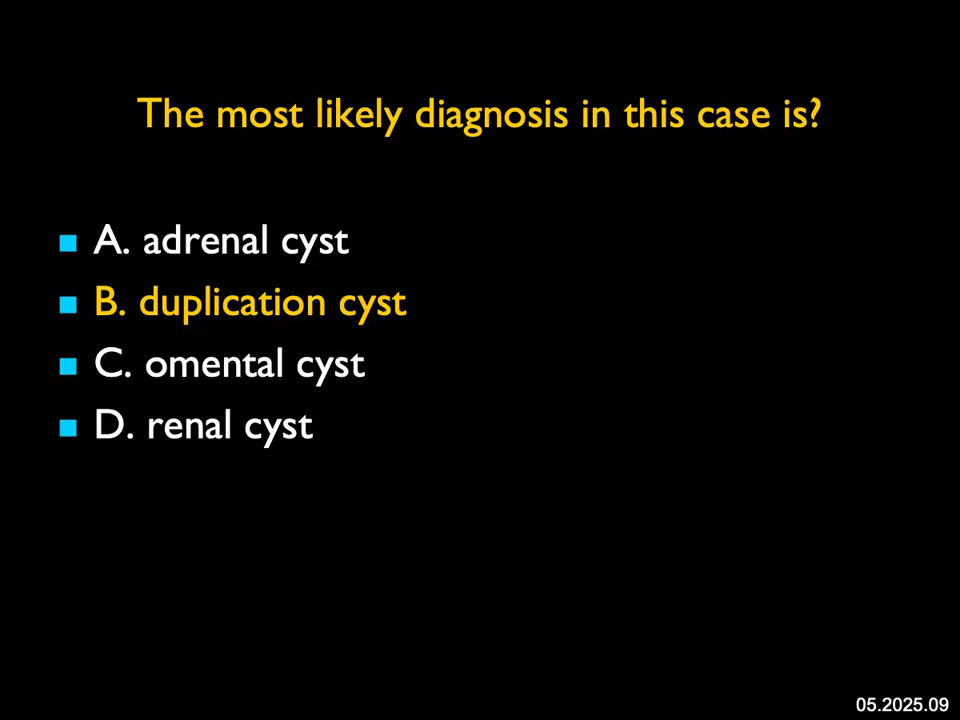 The most likely diagnosis in this case is?
A. adrenal cyst
B. duplication cyst
C. omental cyst
D. renal cyst
05.2025.09